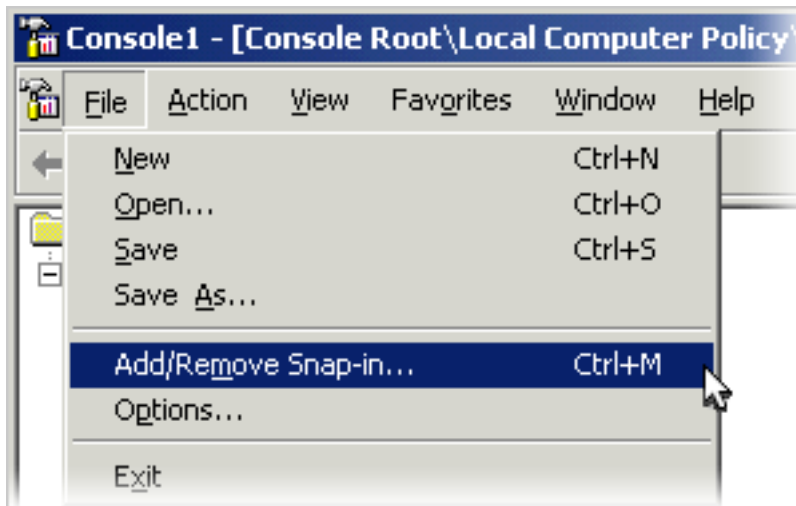 Console1 - [Console Root\Local Computer Policy\
File Action View Favorites Window Help
New Ctrl+N
Open... Ctrl+O
Save Ctrl+S
Save As...
Add/Remove Snap-in... Ctrl+M
Options...
Exit